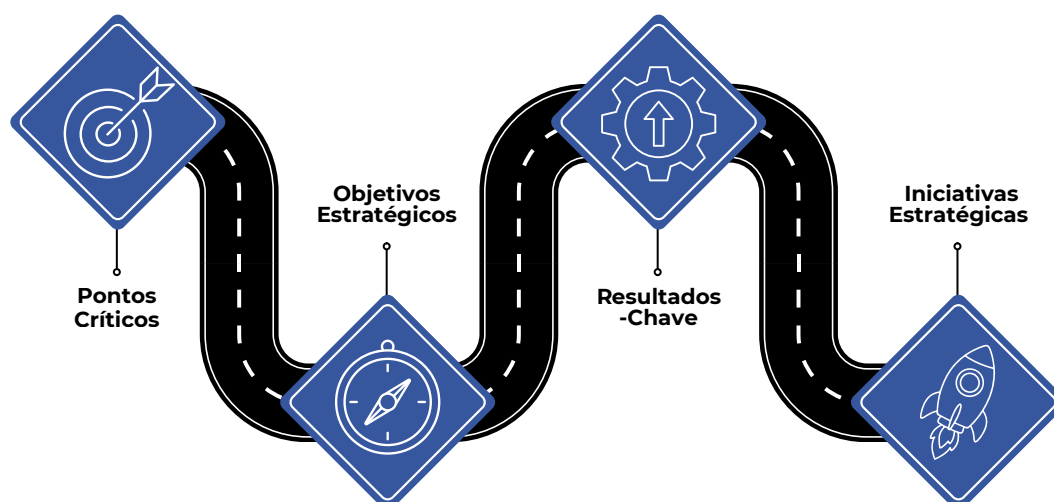 Pontos
Críticos
Objetivos
Estratégicos
Resultados
-Chave
Iniciativas
Estratégicas